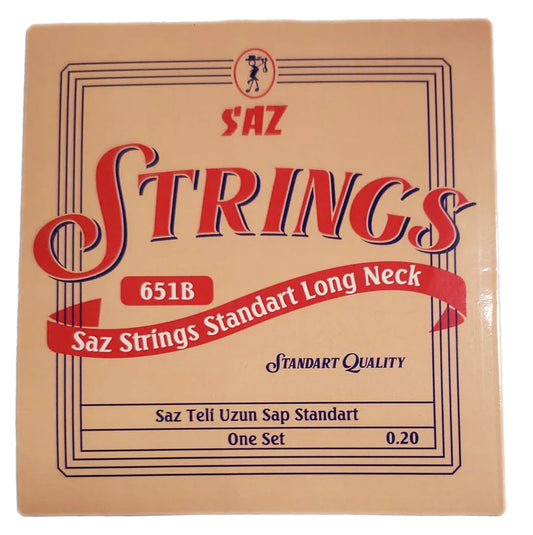 SAZ
STRINGS
651B
Saz Strings Standart Long Neck
STANDART QUALITY
Saz Teli Uzun Sap Standart
One Set 0.20